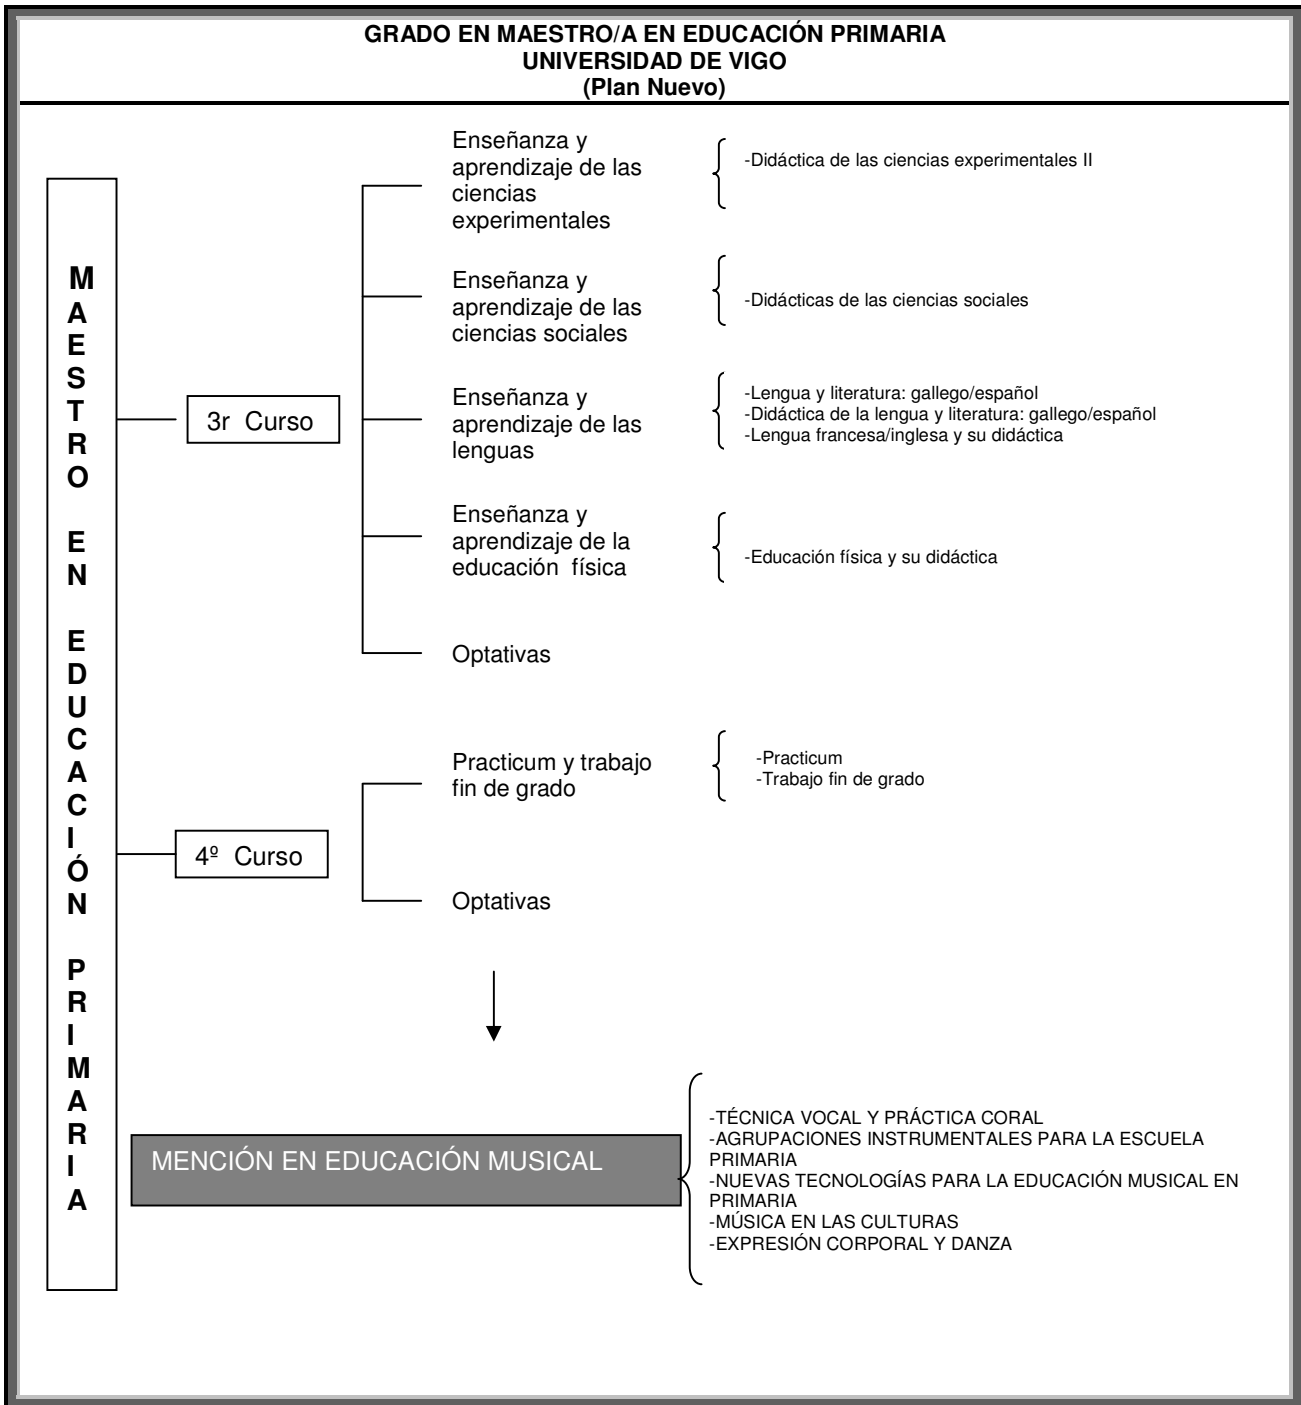 GRADO EN MAESTRO/A EN EDUCACIÓN PRIMARIA
UNIVERSIDAD DE VIGO
(Plan Nuevo)
MAESTRO EN EDUCACIÓN PRIMARIA
3r Curso
Enseñanza y
aprendizaje de las
ciencias
experimentales
-Didáctica de las ciencias experimentales II
Enseñanza y
aprendizaje de las
ciencias sociales
-Didácticas de las ciencias sociales
Enseñanza y
aprendizaje de las
lenguas
-Lengua y literatura: gallego/español
-Didáctica de la lengua y literatura: gallego/español
-Lengua francesa/inglesa y su didáctica
Enseñanza y
aprendizaje de la
educación física
-Educación física y su didáctica
Optativas
4º Curso
Practicum y trabajo
fin de grado
-Practicum
-Trabajo fin de grado
Optativas
MENCIÓN EN EDUCACIÓN MUSICAL
-TÉCNICA VOCAL Y PRÁCTICA CORAL
-AGRUPACIONES INSTRUMENTALES PARA LA ESCUELA
PRIMARIA
-NUEVAS TECNOLOGÍAS PARA LA EDUCACIÓN MUSICAL EN
PRIMARIA
-MÚSICA EN LAS CULTURAS
-EXPRESIÓN CORPORAL Y DANZA